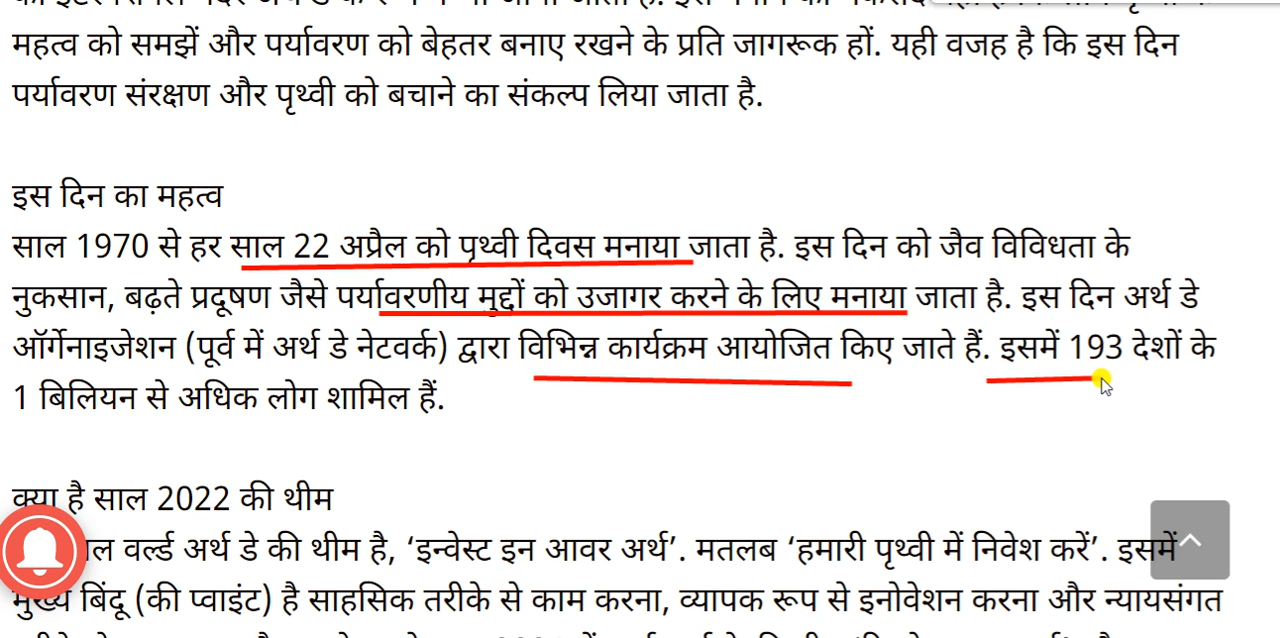 महत्व को समझें और पर्यावरण को बेहतर बनाए रखने के प्रति जागरूक हों. यही वजह है कि इस दिन
पर्यावरण संरक्षण और पृथ्वी को बचाने का संकल्प लिया जाता है.
इस दिन का महत्व
साल 1970 से हर साल 22 अप्रैल को पृथ्वी दिवस मनाया जाता है. इस दिन को जैव विविधता के
नुकसान, बढ़ते प्रदूषण जैसे पर्यावरणीय मुद्दों को उजागर करने के लिए मनाया जाता है. इस दिन अर्थ डे
ऑर्गेनाइजेशन (पूर्व में अर्थ डे नेटवर्क) द्वारा विभिन्न कार्यक्रम आयोजित किए जाते हैं. इसमें 193 देशों के
1 बिलियन से अधिक लोग शामिल हैं.
क्या है साल 2022 की थीम
वर्ल्ड अर्थ डे की थीम है, ‘इन्वेस्ट इन आवर अर्थ’. मतलब ‘हमारी पृथ्वी में निवेश करें’. इसमें
मुख्य बिंदू (की प्वाइंट) है साहसिक तरीके से काम करना, व्यापक रूप से इनोवेशन करना और न्यायसंगत